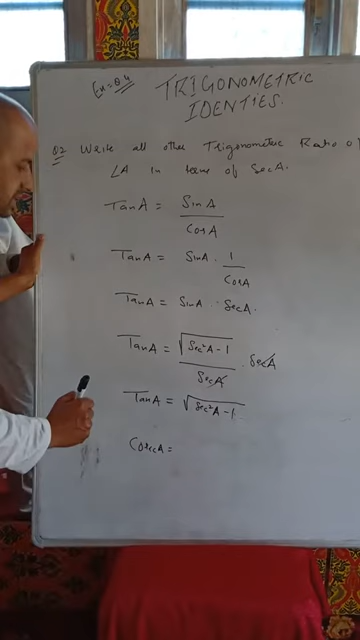 Ex = 8.4
TRIGONOMETRIC
IDENTIES.
Q2 Write all other Trigonometric Ratio of
∠A in terms of SecA.
TanA = SinA / CosA
TanA = SinA · 1 / CosA
TanA = SinA · SecA.
TanA = √(Sec²A - 1) / SecA · SecA
TanA = √(Sec²A - 1)
CosecA =